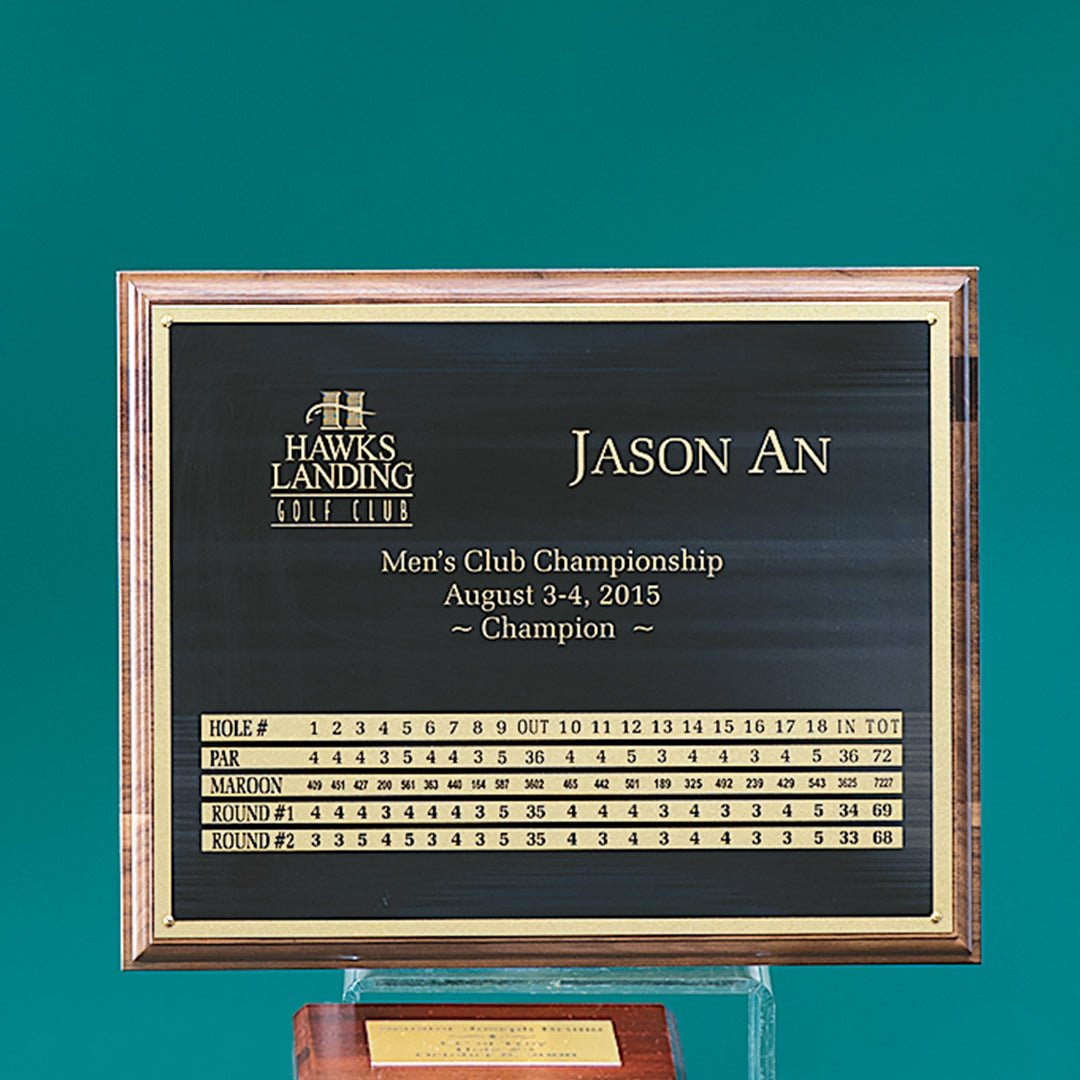 H
HAWKS
LANDING
GOLF CLUB
JASON AN
Men's Club Championship
August 3-4, 2015
~ Champion ~
HOLE # 1 2 3 4 5 6 7 8 9 OUT 10 11 12 13 14 15 16 17 18 IN TOT
PAR 4 4 4 3 5 4 4 3 5 36 4 4 5 3 4 4 3 4 5 36 72
MAROON 409 451 427 200 561 363 440 164 587 3602 465 442 501 189 325 492 239 429 543 3625 7227
ROUND #1 4 4 4 3 4 4 4 3 5 35 4 4 4 3 4 3 3 4 5 34 69
ROUND #2 3 3 5 4 5 3 4 3 5 35 4 3 4 3 4 4 3 3 5 33 68
Joseph